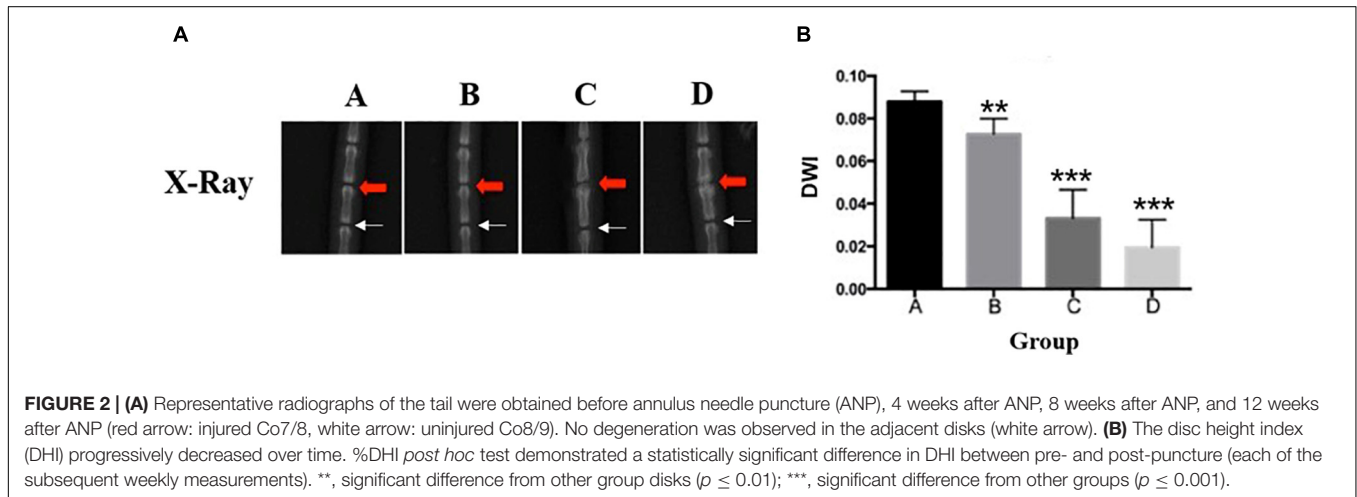 A
A B C D
X-Ray
B
DWI
0.10
0.08
0.06
0.04
0.02
0.00
**
***
***
A B C D
Group
FIGURE 2 | (A) Representative radiographs of the tail were obtained before annulus needle puncture (ANP), 4 weeks after ANP, 8 weeks after ANP, and 12 weeks
after ANP (red arrow: injured Co7/8, white arrow: uninjured Co8/9). No degeneration was observed in the adjacent disks (white arrow). (B) The disc height index
(DHI) progressively decreased over time. %DHI post hoc test demonstrated a statistically significant difference in DHI between pre- and post-puncture (each of the
subsequent weekly measurements). **, significant difference from other group disks (p ≤ 0.01); ***, significant difference from other groups (p ≤ 0.001).